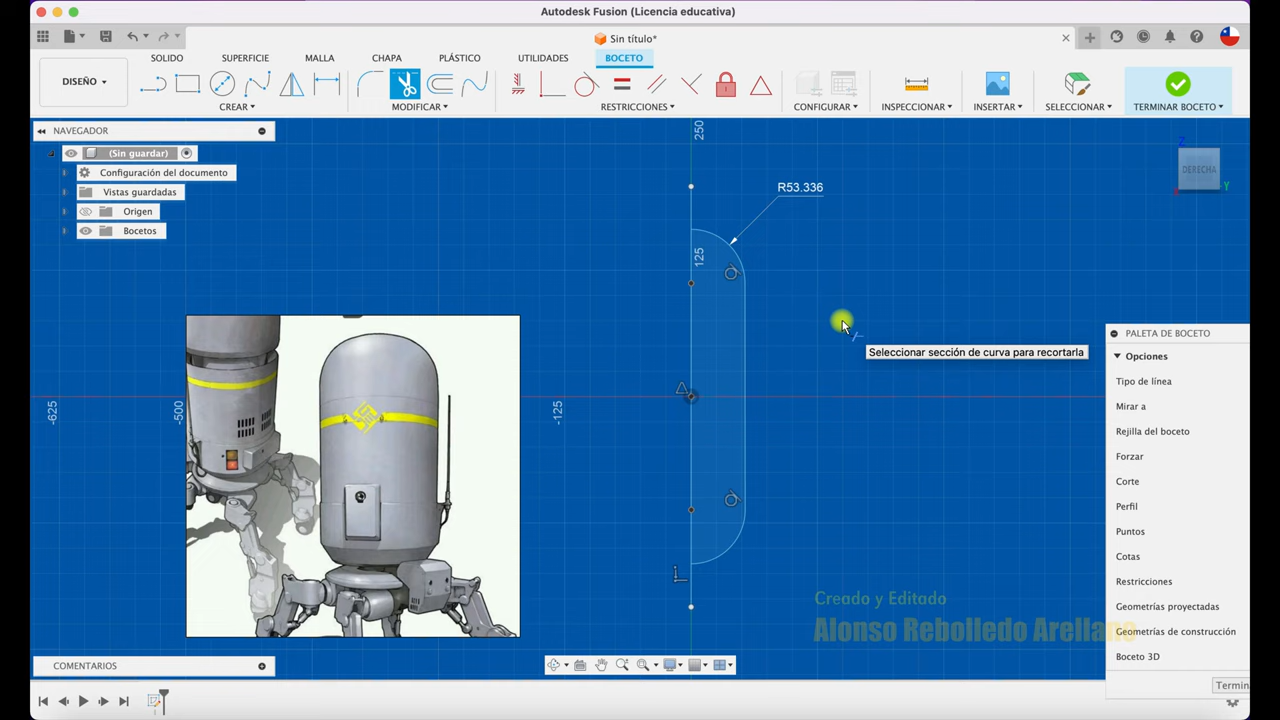 Autodesk Fusion (Licencia educativa)
Sin título*
DISEÑO
SOLIDO
SUPERFICIE
MALLA
CHAPA
PLÁSTICO
UTILIDADES
BOCETO
CREAR
MODIFICAR
RESTRICCIONES
CONFIGURAR
INSPECCIONAR
INSERTAR
SELECCIONAR
TERMINAR BOCETO
NAVEGADOR
(Sin guardar)
Configuración del documento
Vistas guardadas
Origen
Bocetos
250
125
R53.336
-625
-500
-125
Z
DERECHA
Y
Seleccionar sección de curva para recortarla
PALETA DE BOCETO
Opciones
Tipo de línea
Mirar a
Rejilla del boceto
Forzar
Corte
Perfil
Puntos
Cotas
Restricciones
Geometrías proyectadas
Geometrías de construcción
Boceto 3D
Termin
Creado y Editado
Alonso Rebolledo Arellano
COMENTARIOS